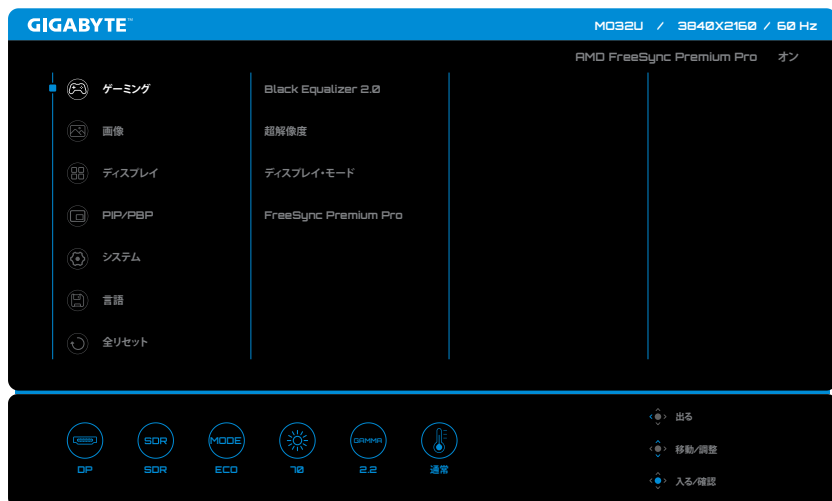 GIGABYTE™
MO32U / 3840X2160 / 60 Hz
AMD FreeSync Premium Pro オン
ゲーミング
画像
ディスプレイ
PIP/PBP
システム
言語
全リセット
Black Equalizer 2.0
超解像度
ディスプレイ・モード
FreeSync Premium Pro
SDR
MODE
GAMMA
DP
SDR
ECO
70
2.2
通常
出る
移動/調整
入る/確認